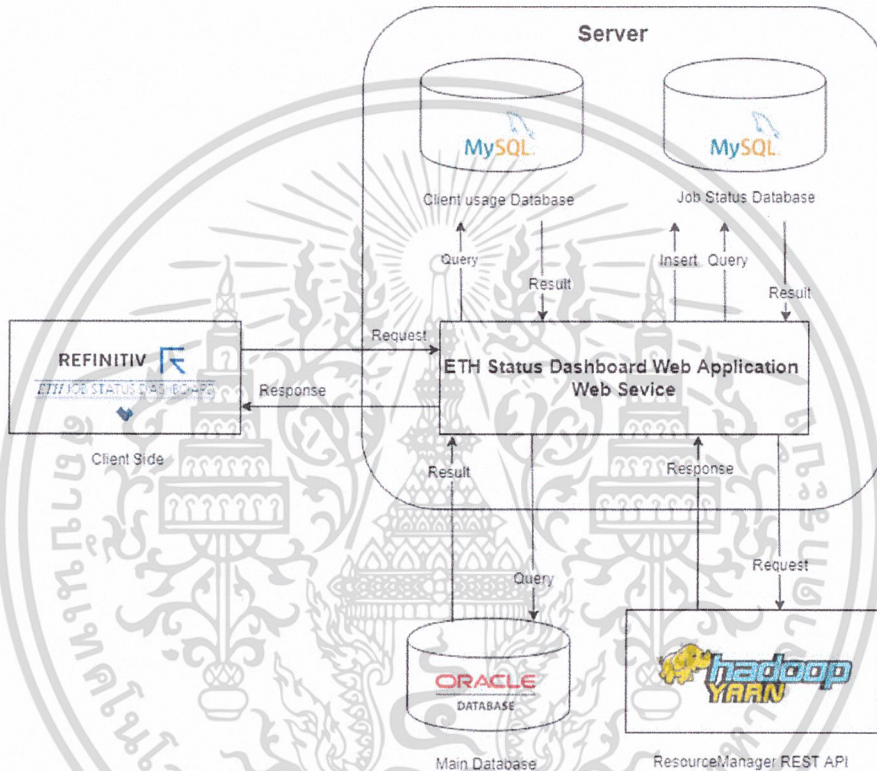 Server
MySQL
MySQL
Client usage Database
Job Status Database
Query
Result
Insert
Query
Result
REFINITIV
ETH JOB STATUS DASHBOARD
Client Side
Request
Response
ETH Status Dashboard Web Application
Web Sevice
Result
Query
Response
Request
ORACLE
DATABASE
Main Database
hadoop
YARN
ResourceManager REST API